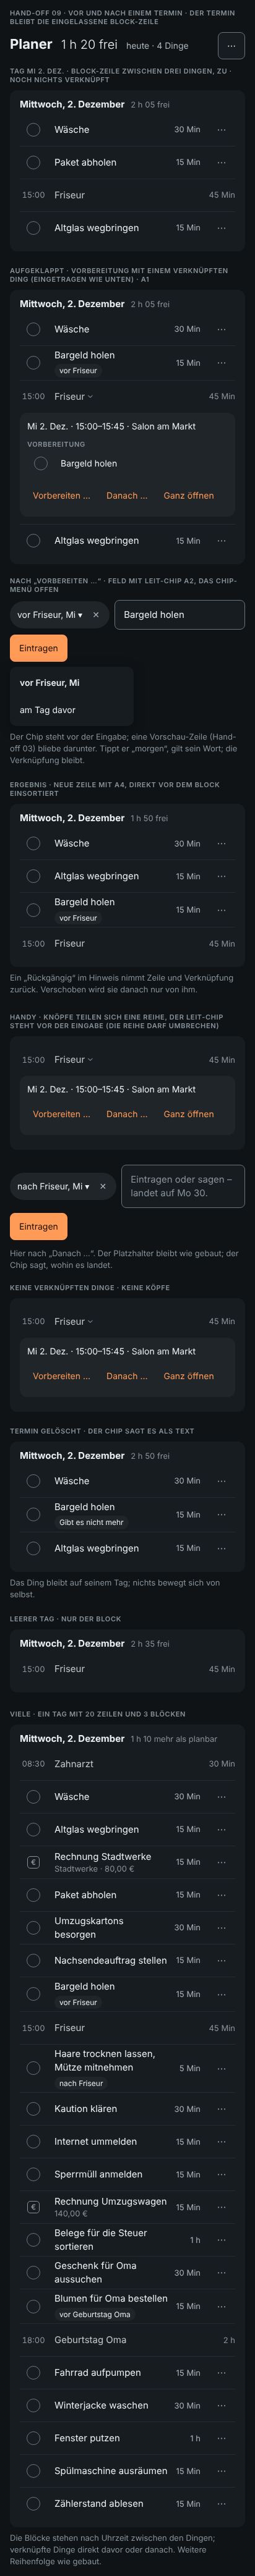 HAND-OFF 09 · VOR UND NACH EINEM TERMIN · DER TERMIN
BLEIBT DIE EINGELASSENE BLOCK-ZEILE
Planer 1 h 20 frei heute · 4 Dinge ···
TAG MI 2. DEZ. · BLOCK-ZEILE ZWISCHEN DREI DINGEN, ZU ·
NOCH NICHTS VERKNÜPFT
Mittwoch, 2. Dezember 2 h 05 frei
Wäsche 30 Min ···
Paket abholen 15 Min ···
15:00 Friseur 45 Min
Altglas wegbringen 15 Min ···
AUFGEKLAPPT · VORBEREITUNG MIT EINEM VERKNÜPFTEN
DING (EINGETRAGEN WIE UNTEN) · A1
Mittwoch, 2. Dezember 2 h 05 frei
Wäsche 30 Min ···
Bargeld holen 15 Min ···
vor Friseur
15:00 Friseur 45 Min
Mi 2. Dez. · 15:00–15:45 · Salon am Markt
VORBEREITUNG
Bargeld holen
Vorbereiten … Danach … Ganz öffnen
Altglas wegbringen 15 Min ···
NACH „VORBEREITEN …“ · FELD MIT LEIT-CHIP A2, DAS CHIP-
MENÜ OFFEN
vor Friseur, Mi ▾ ✕ Bargeld holen
Eintragen
vor Friseur, Mi
am Tag davor
Der Chip steht vor der Eingabe; eine Vorschau-Zeile (Hand-
off 03) bliebe darunter. Tippt er „morgen“, gilt sein Wort; die
Verknüpfung bleibt.
ERGEBNIS · NEUE ZEILE MIT A4, DIREKT VOR DEM BLOCK
EINSORTIERT
Mittwoch, 2. Dezember 1 h 50 frei
Wäsche 30 Min ···
Altglas wegbringen 15 Min ···
Bargeld holen 15 Min ···
vor Friseur
15:00 Friseur 45 Min
Ein „Rückgängig“ im Hinweis nimmt Zeile und Verknüpfung
zurück. Verschoben wird sie danach nur von ihm.
HANDY · KNÖPFE TEILEN SICH EINE REIHE, DER LEIT-CHIP
STEHT VOR DER EINGABE (DIE REIHE DARF UMBRECHEN)
15:00 Friseur 45 Min
Mi 2. Dez. · 15:00–15:45 · Salon am Markt
Vorbereiten … Danach … Ganz öffnen
nach Friseur, Mi ▾ ✕ Eintragen oder sagen –
landet auf Mo 30.
Eintragen
Hier nach „Danach …“. Der Platzhalter bleibt wie gebaut; der
Chip sagt, wohin es landet.
KEINE VERKNÜPFTEN DINGE · KEINE KÖPFE
15:00 Friseur 45 Min
Mi 2. Dez. · 15:00–15:45 · Salon am Markt
Vorbereiten … Danach … Ganz öffnen
TERMIN GELÖSCHT · DER CHIP SAGT ES ALS TEXT
Mittwoch, 2. Dezember 2 h 50 frei
Wäsche 30 Min ···
Bargeld holen 15 Min ···
Gibt es nicht mehr
Altglas wegbringen 15 Min ···
Das Ding bleibt auf seinem Tag; nichts bewegt sich von
selbst.
LEERER TAG · NUR DER BLOCK
Mittwoch, 2. Dezember 2 h 35 frei
15:00 Friseur 45 Min
VIELE · EIN TAG MIT 20 ZEILEN UND 3 BLÖCKEN
Mittwoch, 2. Dezember 1 h 10 mehr als planbar
08:30 Zahnarzt 30 Min
Wäsche 30 Min ···
Altglas wegbringen 15 Min ···
€ Rechnung Stadtwerke 15 Min ···
Stadtwerke · 80,00 €
Paket abholen 15 Min ···
Umzugskartons
besorgen 30 Min ···
Nachsendeauftrag stellen 15 Min ···
Bargeld holen 15 Min ···
vor Friseur
15:00 Friseur 45 Min
Haare trocknen lassen,
Mütze mitnehmen 5 Min ···
nach Friseur
Kaution klären 30 Min ···
Internet ummelden 15 Min ···
Sperrmüll anmelden 15 Min ···
€ Rechnung Umzugswagen 15 Min ···
140,00 €
Belege für die Steuer
sortieren 1 h ···
Geschenk für Oma
aussuchen 30 Min ···
Blumen für Oma bestellen 15 Min ···
vor Geburtstag Oma
18:00 Geburtstag Oma 2 h
Fahrrad aufpumpen 15 Min ···
Winterjacke waschen 30 Min ···
Fenster putzen 1 h ···
Spülmaschine ausräumen 15 Min ···
Zählerstand ablesen 15 Min ···
Die Blöcke stehen nach Uhrzeit zwischen den Dingen;
verknüpfte Dinge direkt davor oder danach. Weitere
Reihenfolge wie gebaut.